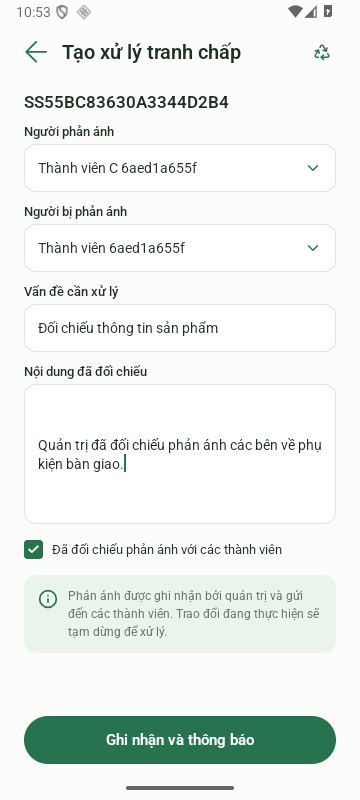 10:53
Tạo xử lý tranh chấp
SS55BC83630A3344D2B4
Người phản ánh
Thành viên C 6aed1a655f
Người bị phản ánh
Thành viên 6aed1a655f
Vấn đề cần xử lý
Đối chiếu thông tin sản phẩm
Nội dung đã đối chiếu
Quản trị đã đối chiếu phản ánh các bên về phụ
kiện bàn giao.
Đã đối chiếu phản ánh với các thành viên
Phản ánh được ghi nhận bởi quản trị và gửi
đến các thành viên. Trao đổi đang thực hiện sẽ
tạm dừng để xử lý.
Ghi nhận và thông báo